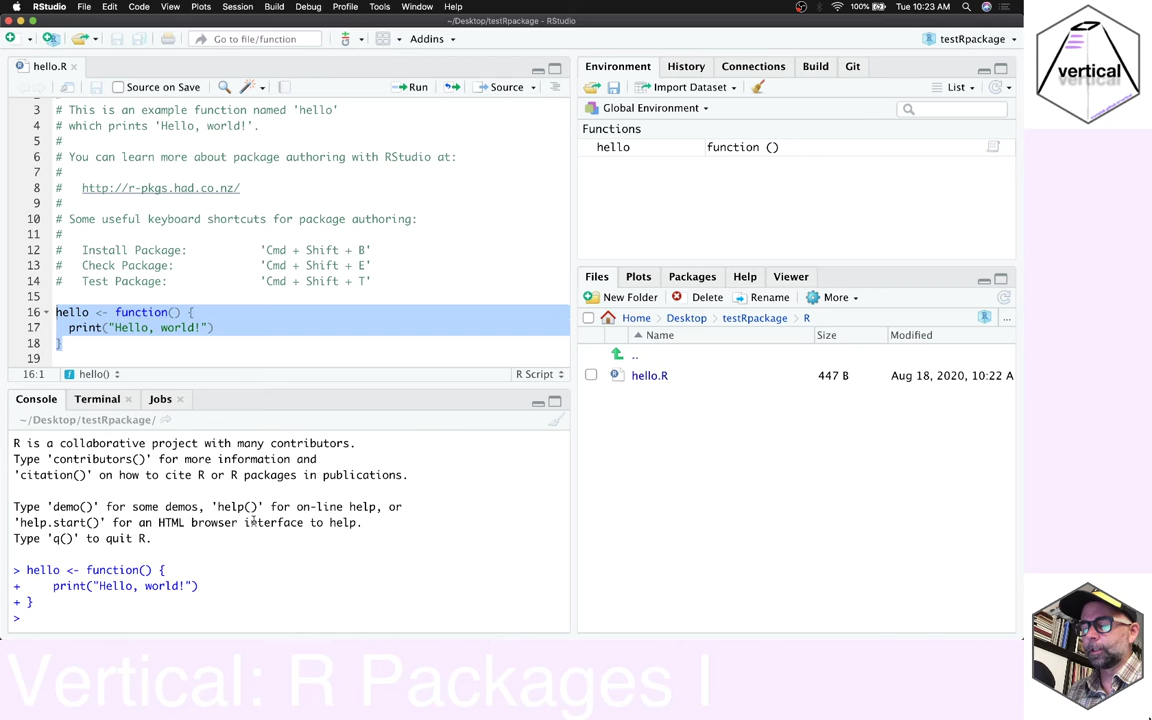 RStudio File Edit Code View Plots Session Build Debug Profile Tools Window Help 100% Tue 10:23 AM
~/Desktop/testRpackage - RStudio
Go to file/function Addins testRpackage
hello.R
Source on Save Run Source
3 # This is an example function named 'hello'
4 # which prints 'Hello, world!'.
5 #
6 # You can learn more about package authoring with RStudio at:
7 #
8 # http://r-pkgs.had.co.nz/
9 #
10 # Some useful keyboard shortcuts for package authoring:
11 #
12 # Install Package: 'Cmd + Shift + B'
13 # Check Package: 'Cmd + Shift + E'
14 # Test Package: 'Cmd + Shift + T'
15
16 hello <- function() {
17 print("Hello, world!")
18 }
19
16:1 hello() R Script
Console Terminal Jobs
~/Desktop/testRpackage/
R is a collaborative project with many contributors.
Type 'contributors()' for more information and
'citation()' on how to cite R or R packages in publications.
Type 'demo()' for some demos, 'help()' for on-line help, or
'help.start()' for an HTML browser interface to help.
Type 'q()' to quit R.
> hello <- function() {
+ print("Hello, world!")
+ }
>
Environment History Connections Build Git
Import Dataset List
Global Environment
Functions
hello function ()
Files Plots Packages Help Viewer
New Folder Delete Rename More
Home Desktop testRpackage R ...
Name Size Modified
..
hello.R 447 B Aug 18, 2020, 10:22 A
vertical
Vertical: R Packages I